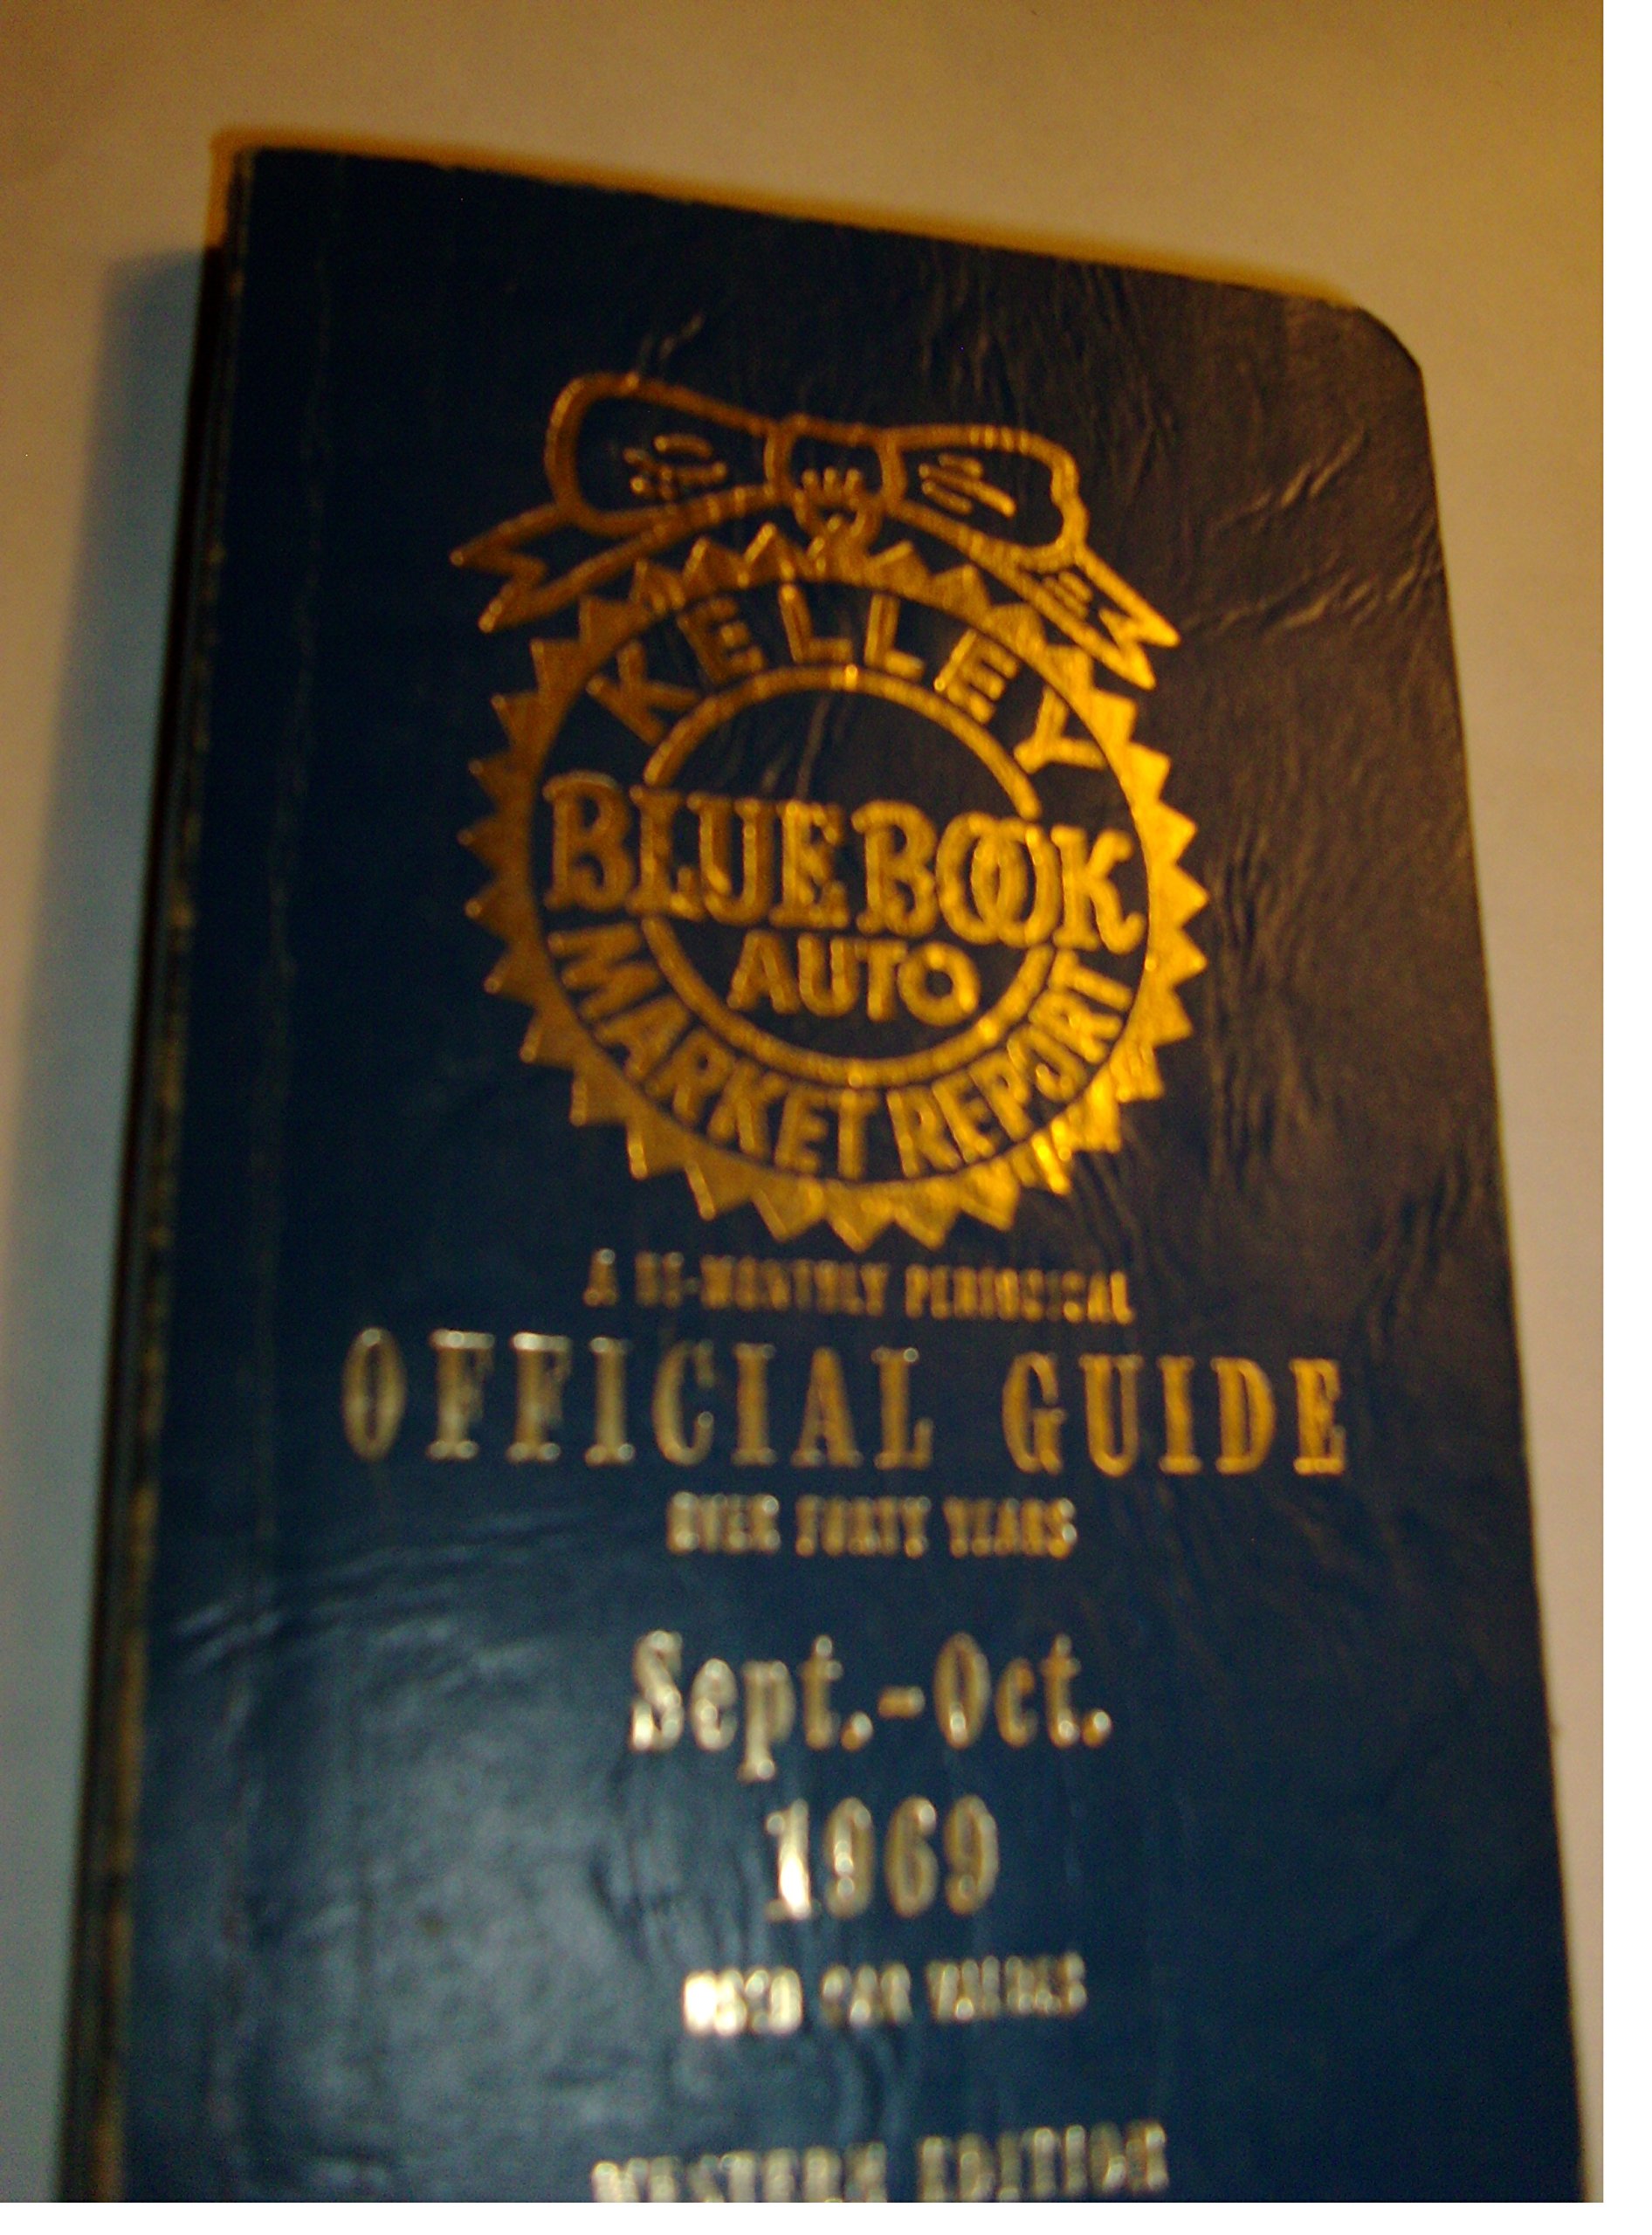 KELLEY
BLUE BOOK
AUTO
MARKET REPORT
A BI-MONTHLY PERIODICAL
OFFICIAL GUIDE
OVER FORTY YEARS
Sept.-Oct.
1969
USED CAR VALUES
WESTERN EDITION